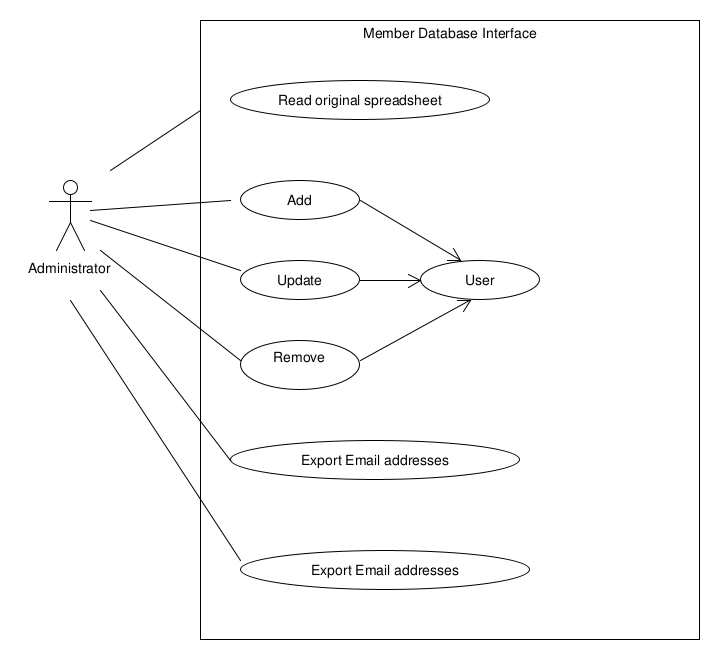 Member Database Interface
Read original spreadsheet
Add
Administrator
Update
User
Remove
Export Email addresses
Export Email addresses